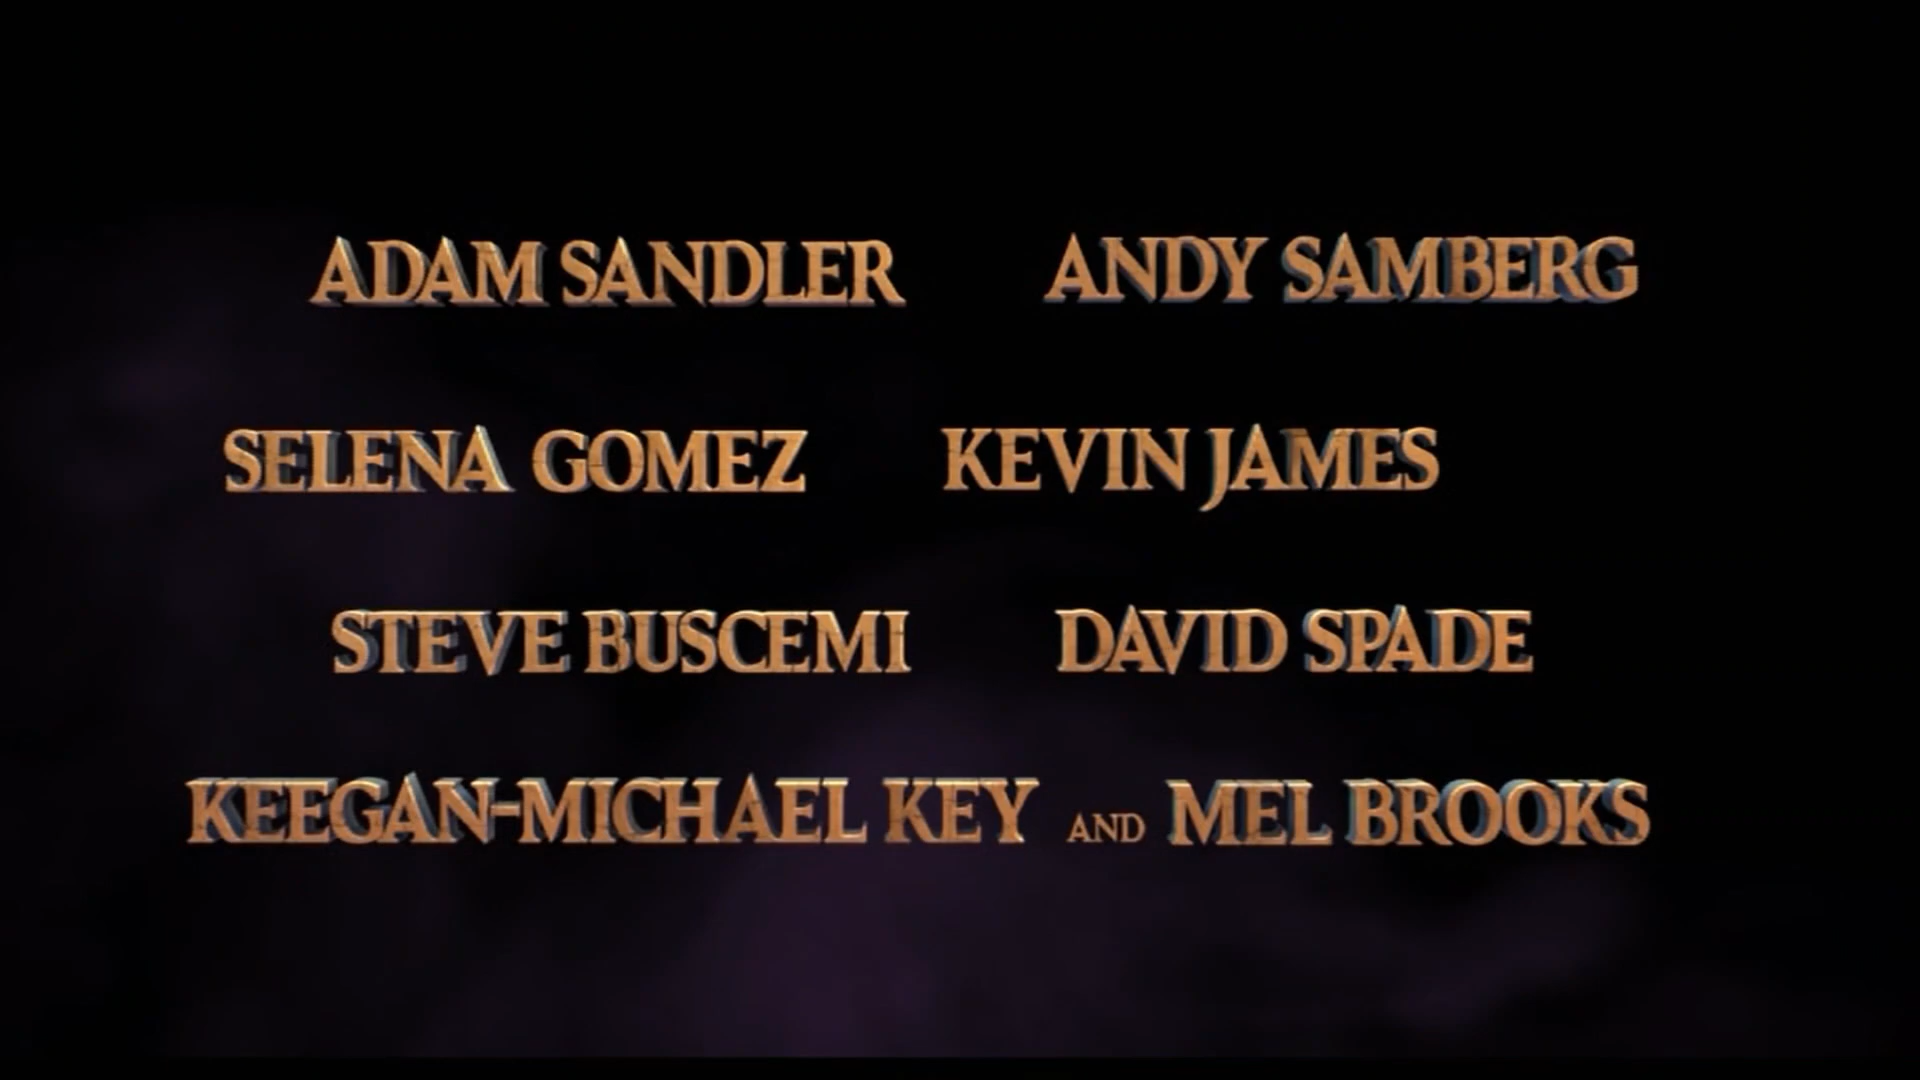 ADAM SANDLER ANDY SAMBERG
SELENA GOMEZ KEVIN JAMES
STEVE BUSCEMI DAVID SPADE
KEEGAN-MICHAEL KEY AND MEL BROOKS